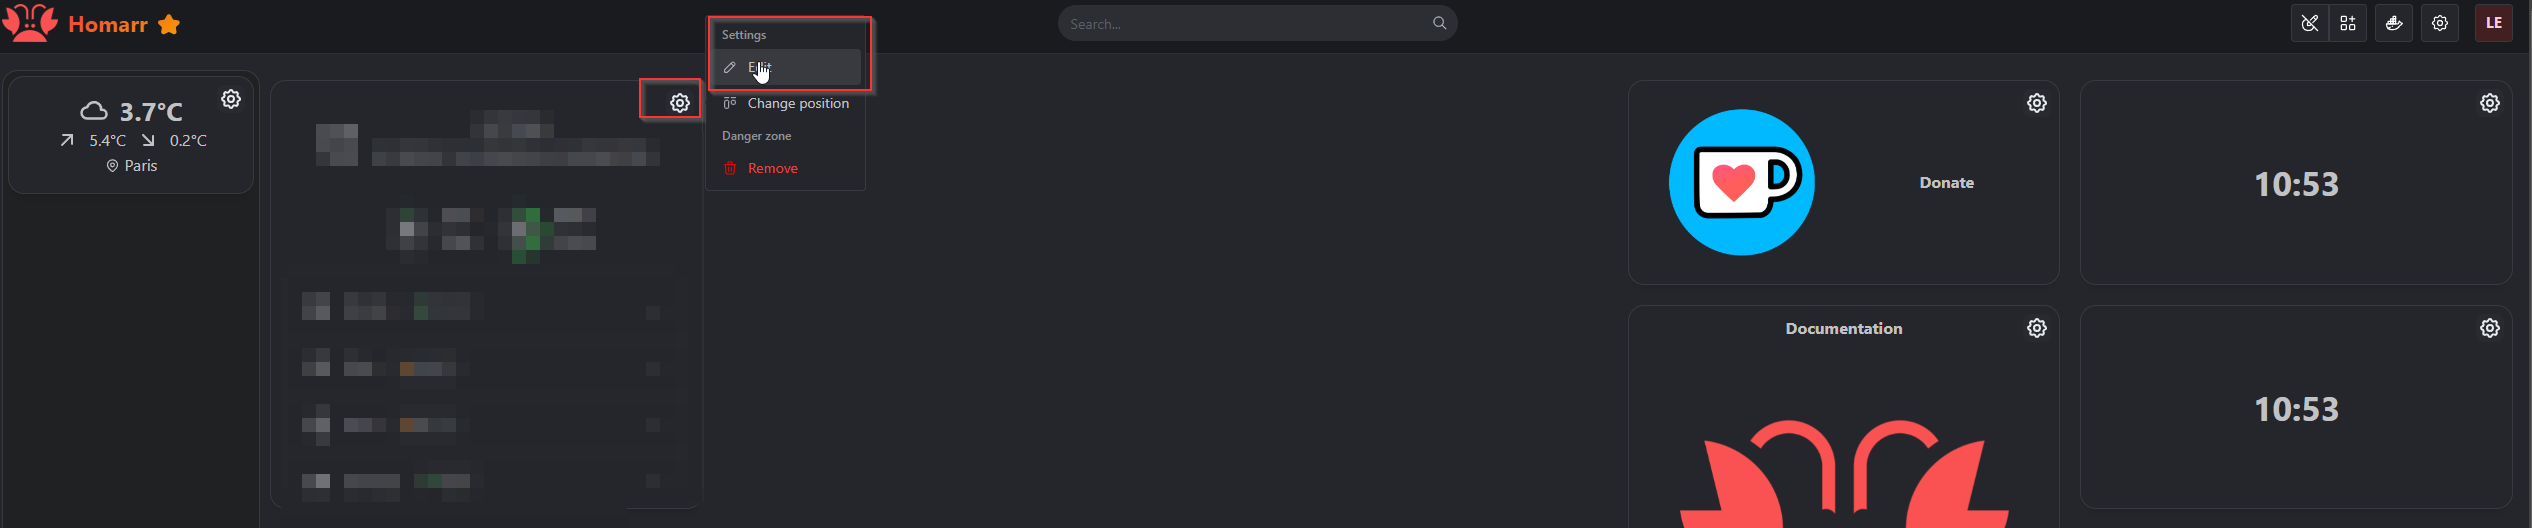 Homarr
Search...
LE
3.7°C
5.4°C 0.2°C
Paris
Settings
Edit
Change position
Danger zone
Remove
Donate
10:53
Documentation
10:53